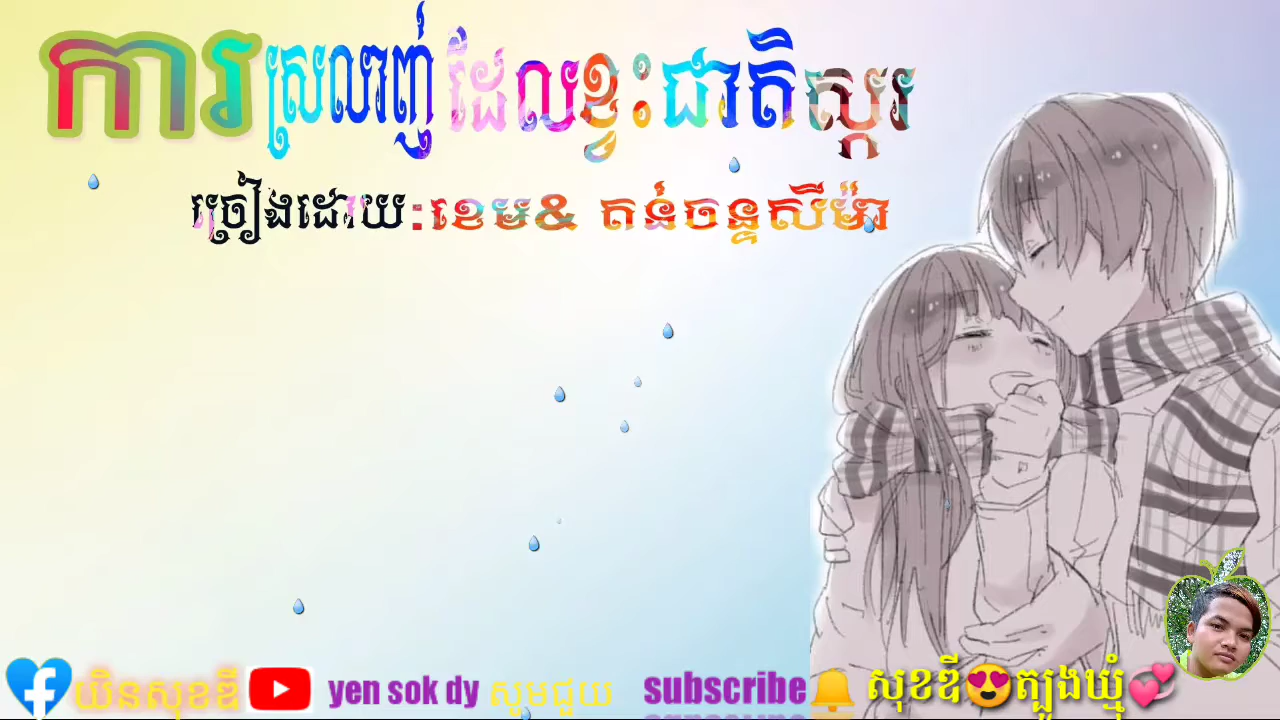 ការស្រលាញ់ដែលខ្វះជាតិស្ករ
ច្រៀងដោយ:ខេម& គន់ចន្ទសីម៉ា
យិនសុខឌី yen sok dy សូមជួយ subscribe សុខឌីត្បូងឃ្មុំ